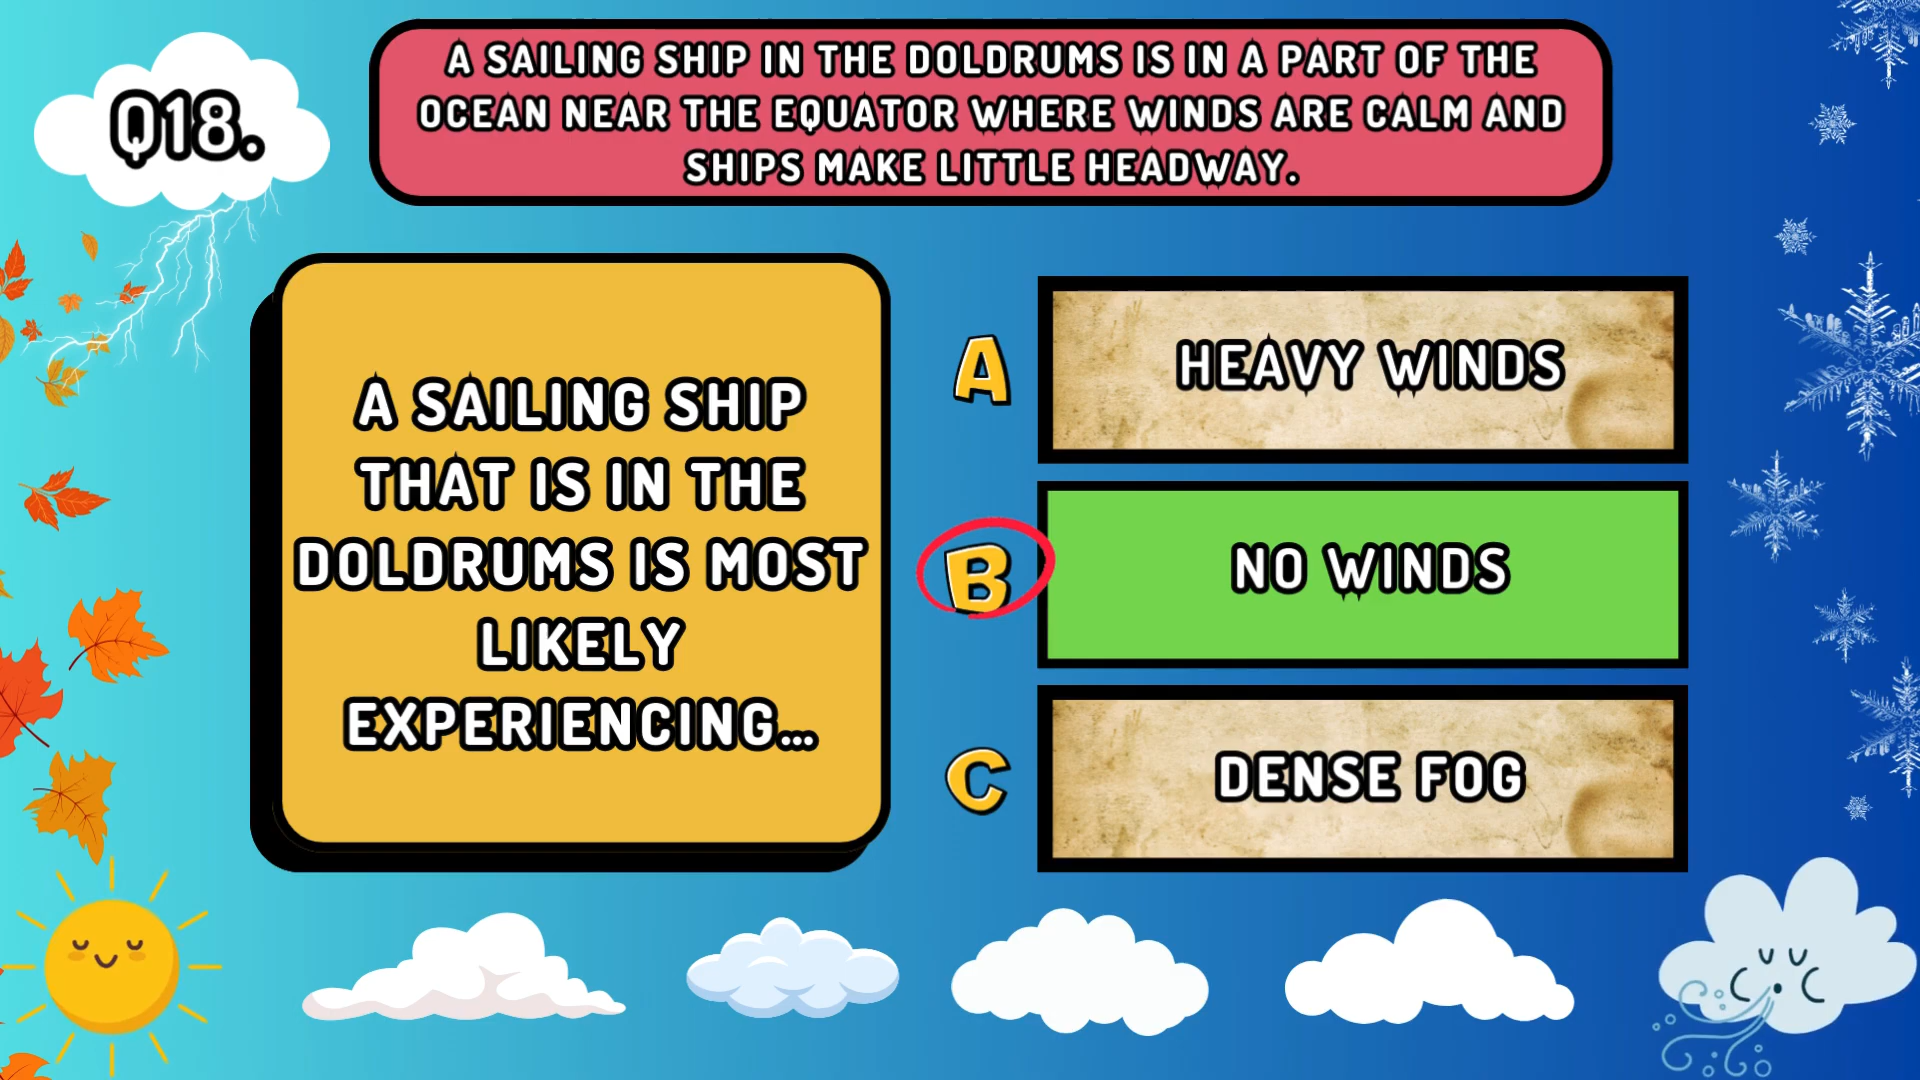 Q18.
A SAILING SHIP IN THE DOLDRUMS IS IN A PART OF THE
OCEAN NEAR THE EQUATOR WHERE WINDS ARE CALM AND
SHIPS MAKE LITTLE HEADWAY.
A SAILING SHIP
THAT IS IN THE
DOLDRUMS IS MOST
LIKELY
EXPERIENCING...
A
HEAVY WINDS
B
NO WINDS
C
DENSE FOG